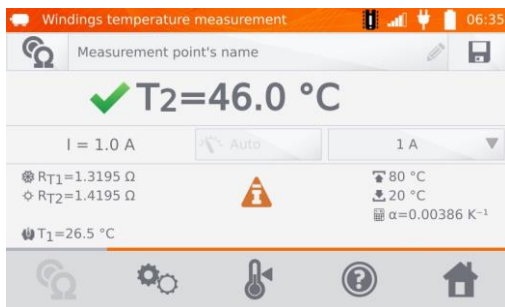 Windings temperature measurement 06:35
Measurement point's name
T2=46.0 °C
I = 1.0 A Auto 1 A
RT1=1.3195 Ω 80 °C
RT2=1.4195 Ω 20 °C
α=0.00386 K⁻¹
T1=26.5 °C